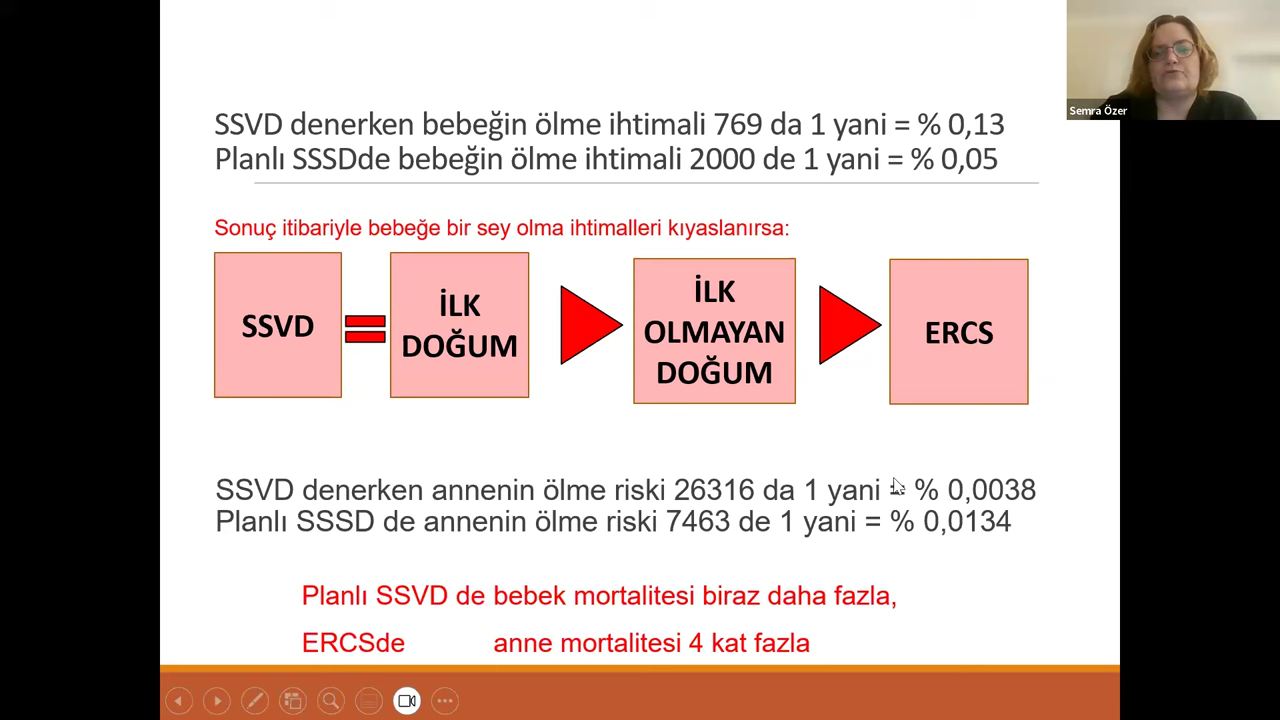 Semra Özer
SSVD denerken bebeğin ölme ihtimali 769 da 1 yani = % 0,13
Planlı SSSDde bebeğin ölme ihtimali 2000 de 1 yani = % 0,05
Sonuç itibariyle bebeğe bir sey olma ihtimalleri kıyaslanırsa:
SSVD
İLK
DOĞUM
İLK
OLMAYAN
DOĞUM
ERCS
SSVD denerken annenin ölme riski 26316 da 1 yani = % 0,0038
Planlı SSSD de annenin ölme riski 7463 de 1 yani = % 0,0134
Planlı SSVD de bebek mortalitesi biraz daha fazla,
ERCSde anne mortalitesi 4 kat fazla